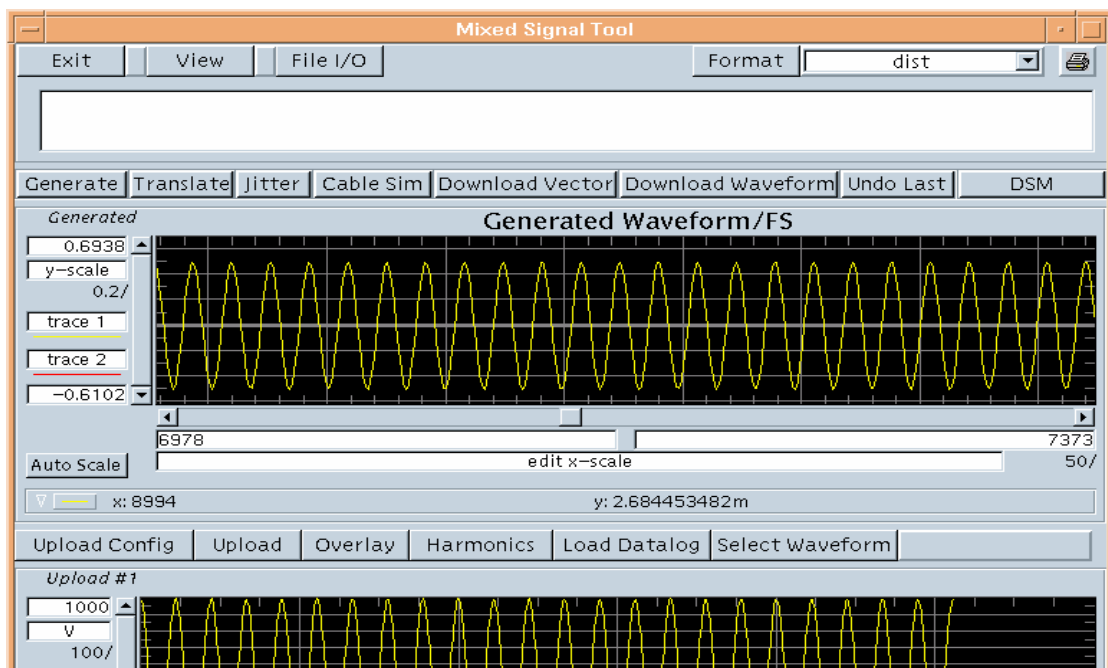 Mixed Signal Tool
Exit View File I/O Format dist
Generate Translate Jitter Cable Sim Download Vector Download Waveform Undo Last DSM
Generated
Generated Waveform/FS
0.6938
y-scale
0.2/
trace 1
trace 2
-0.6102
6978 7373
Auto Scale edit x-scale 50/
x: 8994 y: 2.684453482m
Upload Config Upload Overlay Harmonics Load Datalog Select Waveform
Upload #1
1000
V
100/